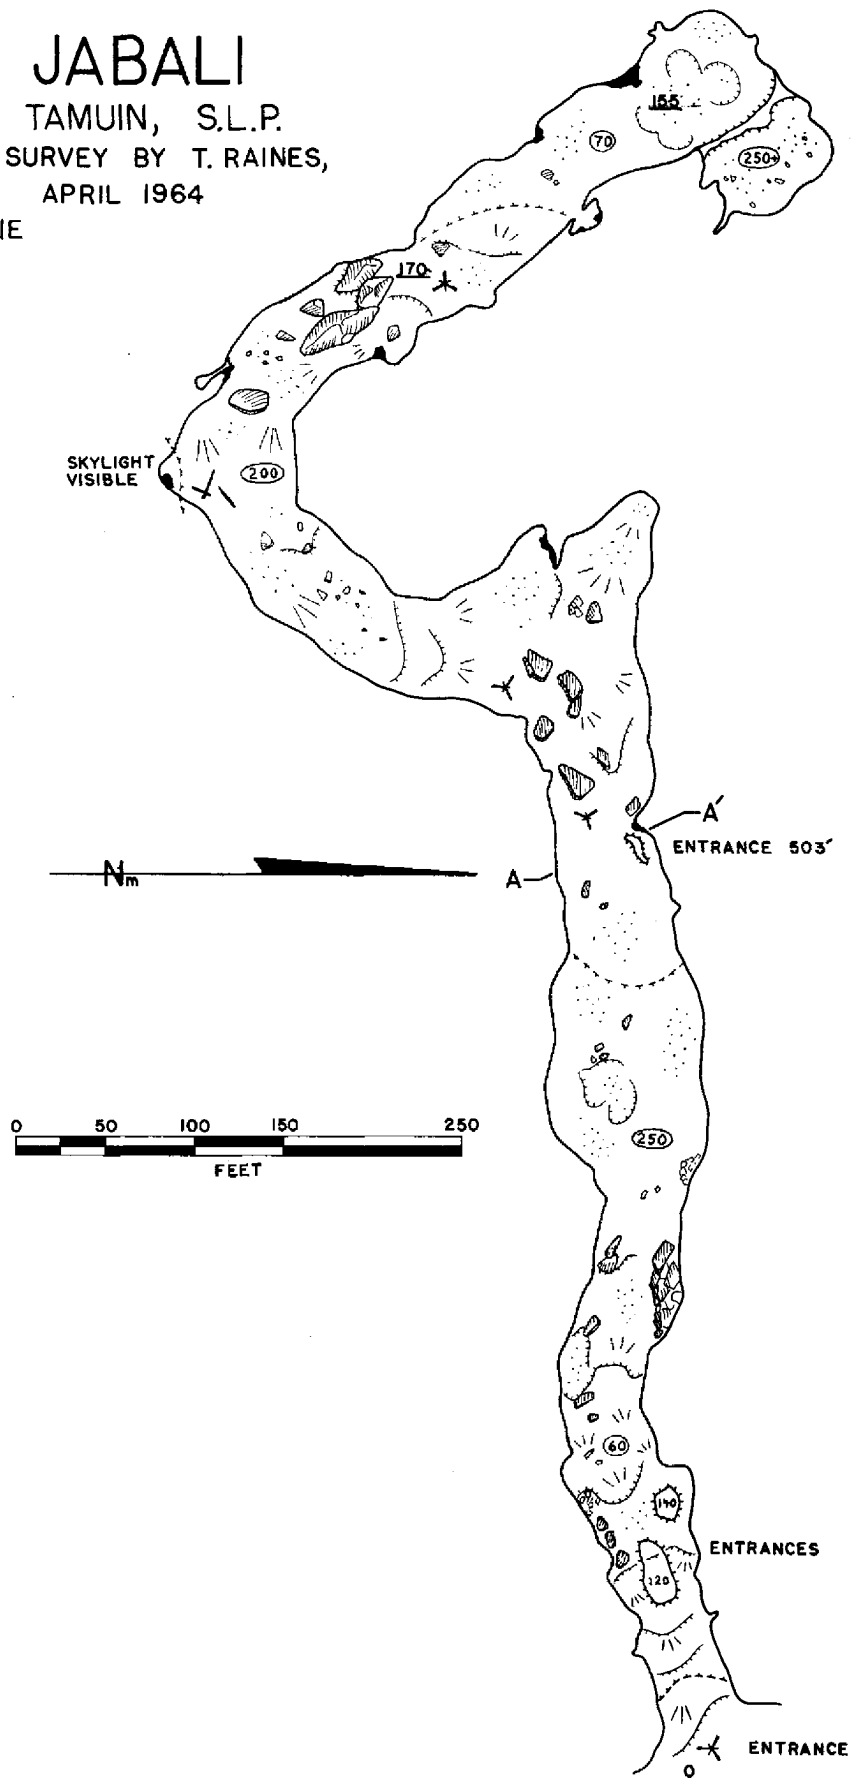 JABALI
TAMUIN, S.L.P.
SURVEY BY T. RAINES,
APRIL 1964
NE
155
70
250+
170
SKYLIGHT
VISIBLE
200
A´
ENTRANCE 503´
Nm
A
0 50 100 150 250
FEET
250
60
140
ENTRANCES
120
ENTRANCE
0